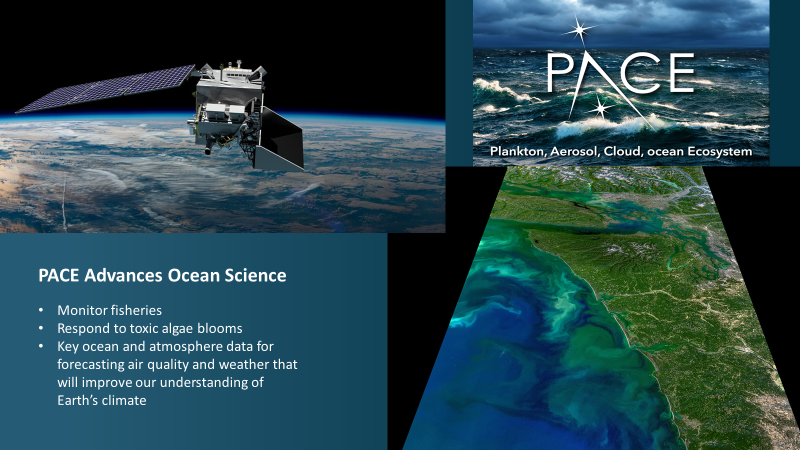 PACE
Plankton, Aerosol, Cloud, ocean Ecosystem
PACE Advances Ocean Science
• Monitor fisheries
• Respond to toxic algae blooms
• Key ocean and atmosphere data for
forecasting air quality and weather that
will improve our understanding of
Earth's climate